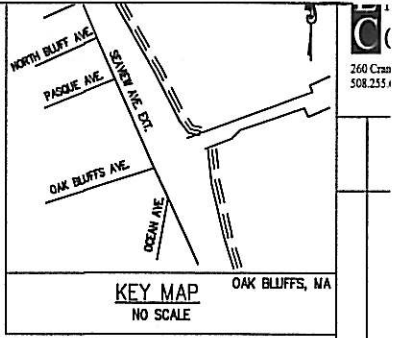 NORTH BLUFF AVE.
PASQUE AVE.
SEAVIEW AVE. EXT.
OAK BLUFFS AVE.
OCEAN AVE.
KEY MAP
NO SCALE
OAK BLUFFS, MA
C
260 Cran
508.255.